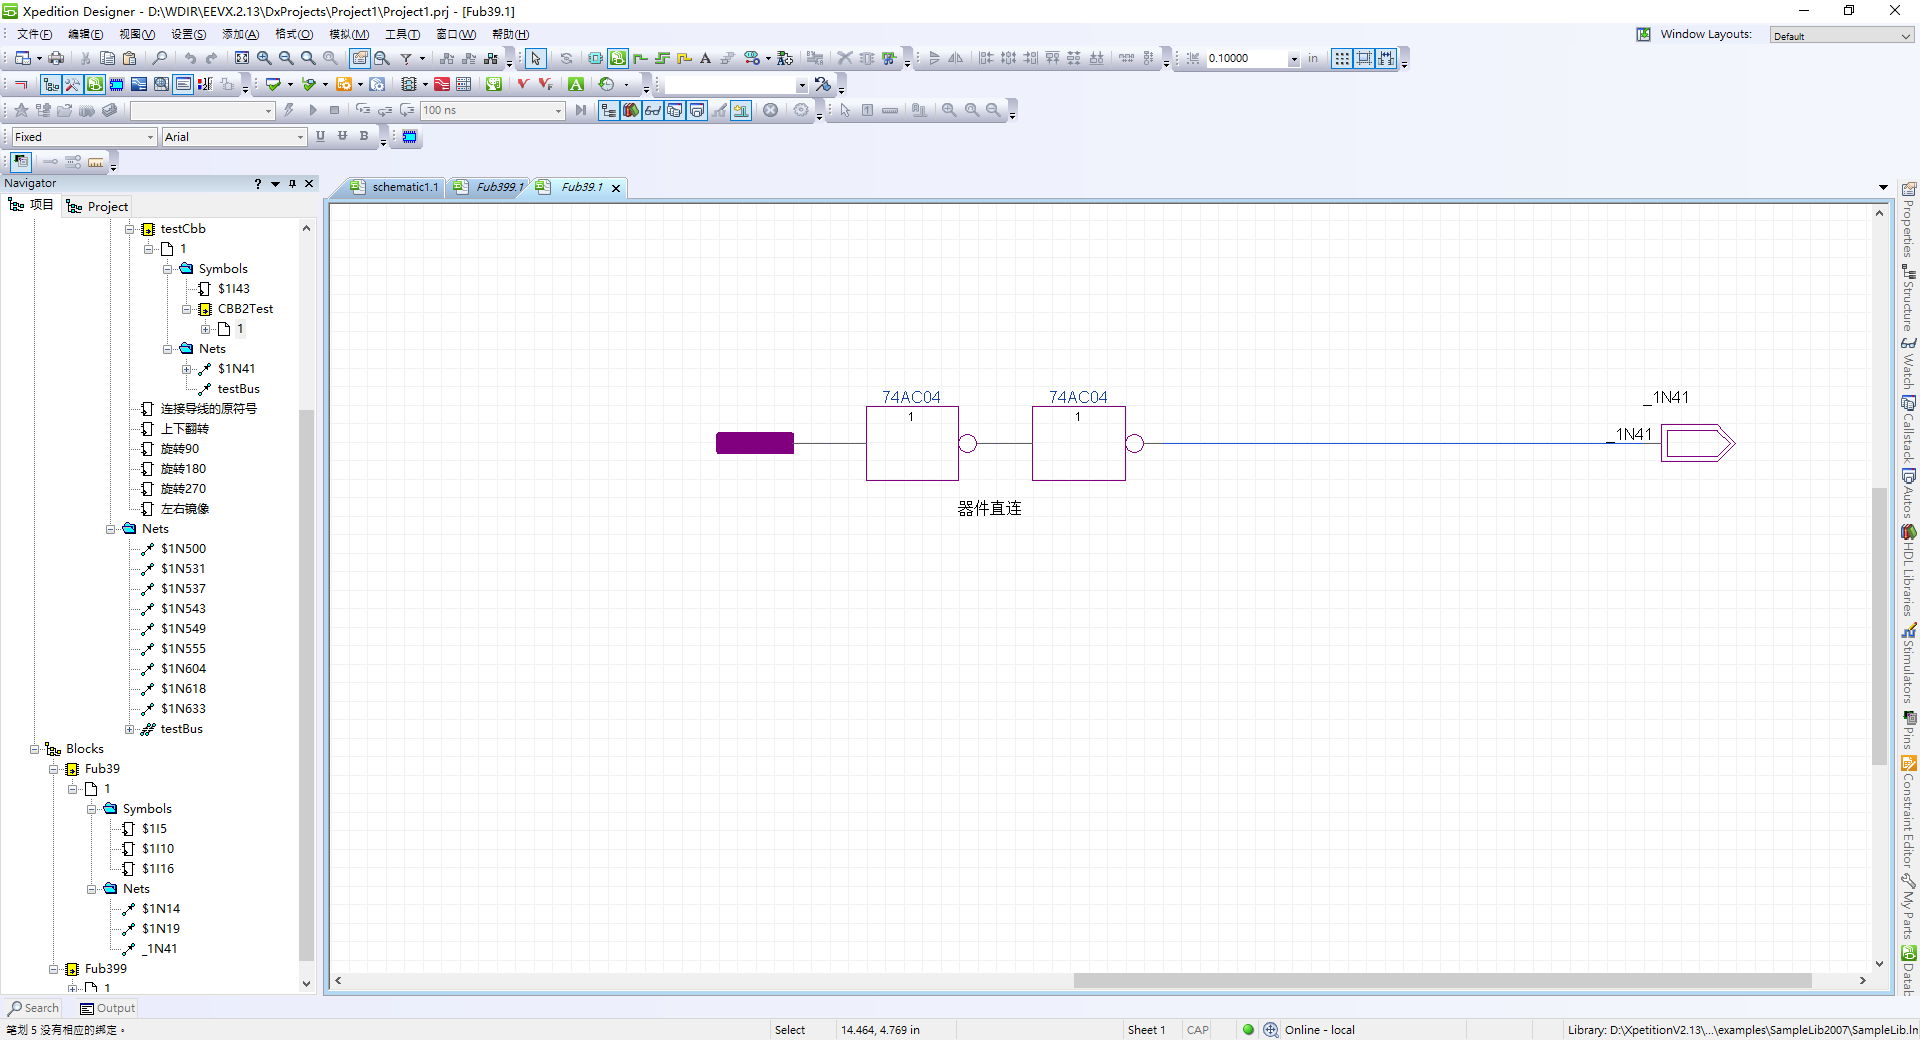 Xpedition Designer - D:\WDIR\EEVX.2.13\DxProjects\Project1\Project1.prj - [Fub39.1]
文件(F) 编辑(E) 视图(V) 设置(S) 添加(A) 格式(O) 模拟(M) 工具(T) 窗口(W) 帮助(H)
Window Layouts: Default
0.10000 in
100 ns
Fixed Arial U U B
Navigator
项目 Project
schematic1.1 Fub399.1 Fub39.1
testCbb
1
Symbols
$1I43
CBB2Test
1
Nets
$1N41
testBus
连接导线的原符号
上下翻转
旋转90
旋转180
旋转270
左右镜像
Nets
$1N500
$1N531
$1N537
$1N543
$1N549
$1N555
$1N604
$1N618
$1N633
testBus
Blocks
Fub39
1
Symbols
$1I5
$1I10
$1I16
Nets
$1N14
$1N19
_1N41
Fub399
1
74AC04
1
74AC04
1
_1N41
_1N41
器件直连
Properties
Structure
Watch
Callstack
Autos
HDL Libraries
Stimulators
Pins
Constraint Editor
My Parts
Datab
Search Output
笔划 5 没有相应的绑定。
Select 14.464, 4.769 in Sheet 1 CAP Online - local Library: D:\XpetitionV2.13\...\examples\SampleLib2007\SampleLib.ln